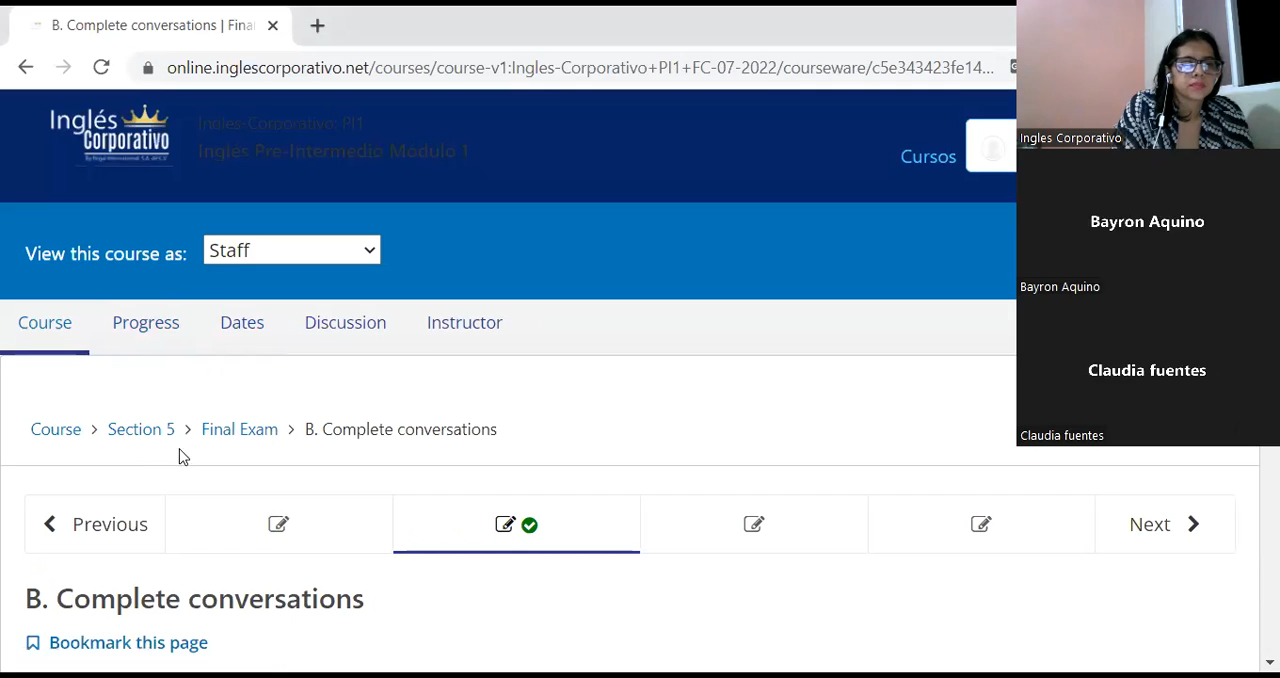 B. Complete conversations | Fina
online.inglescorporativo.net/courses/course-v1:Ingles-Corporativo+PI1+FC-07-2022/courseware/c5e343423fe14...
Inglés
Corporativo
Ingles-Corporativo: PI1
Inglés Pre-Intermedio Módulo 1
Cursos
View this course as:
Staff
Course
Progress
Dates
Discussion
Instructor
Course > Section 5 > Final Exam > B. Complete conversations
Previous
Next
B. Complete conversations
Bookmark this page
Ingles Corporativo
Bayron Aquino
Bayron Aquino
Claudia fuentes
Claudia fuentes